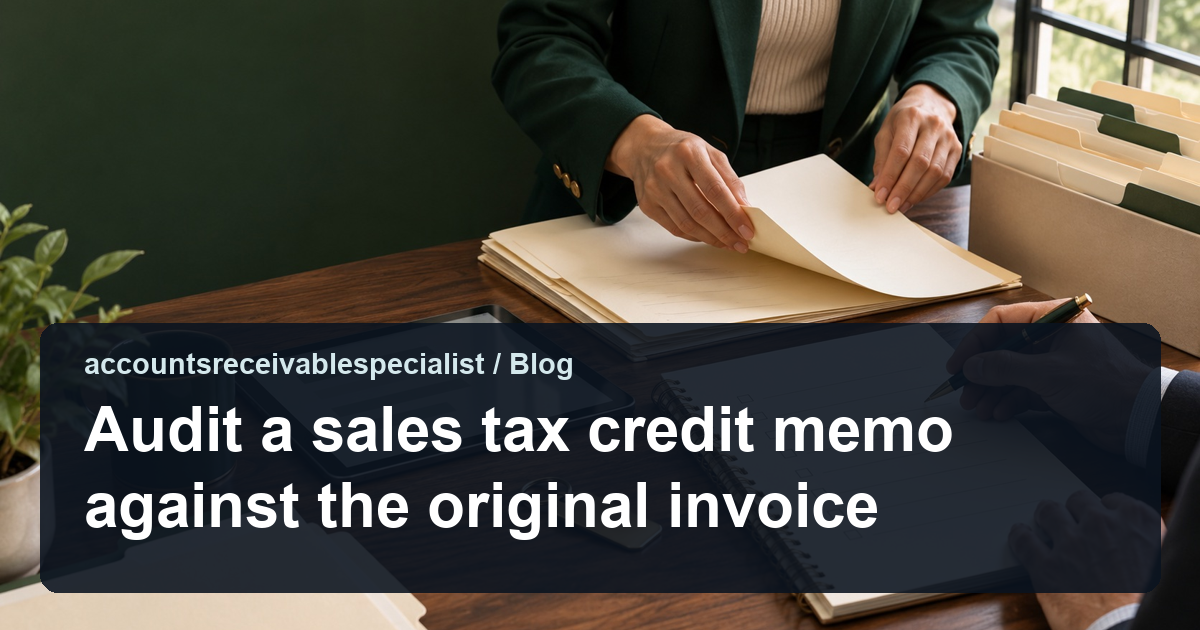 accountsreceivablespecialist / Blog
Audit a sales tax credit memo
against the original invoice